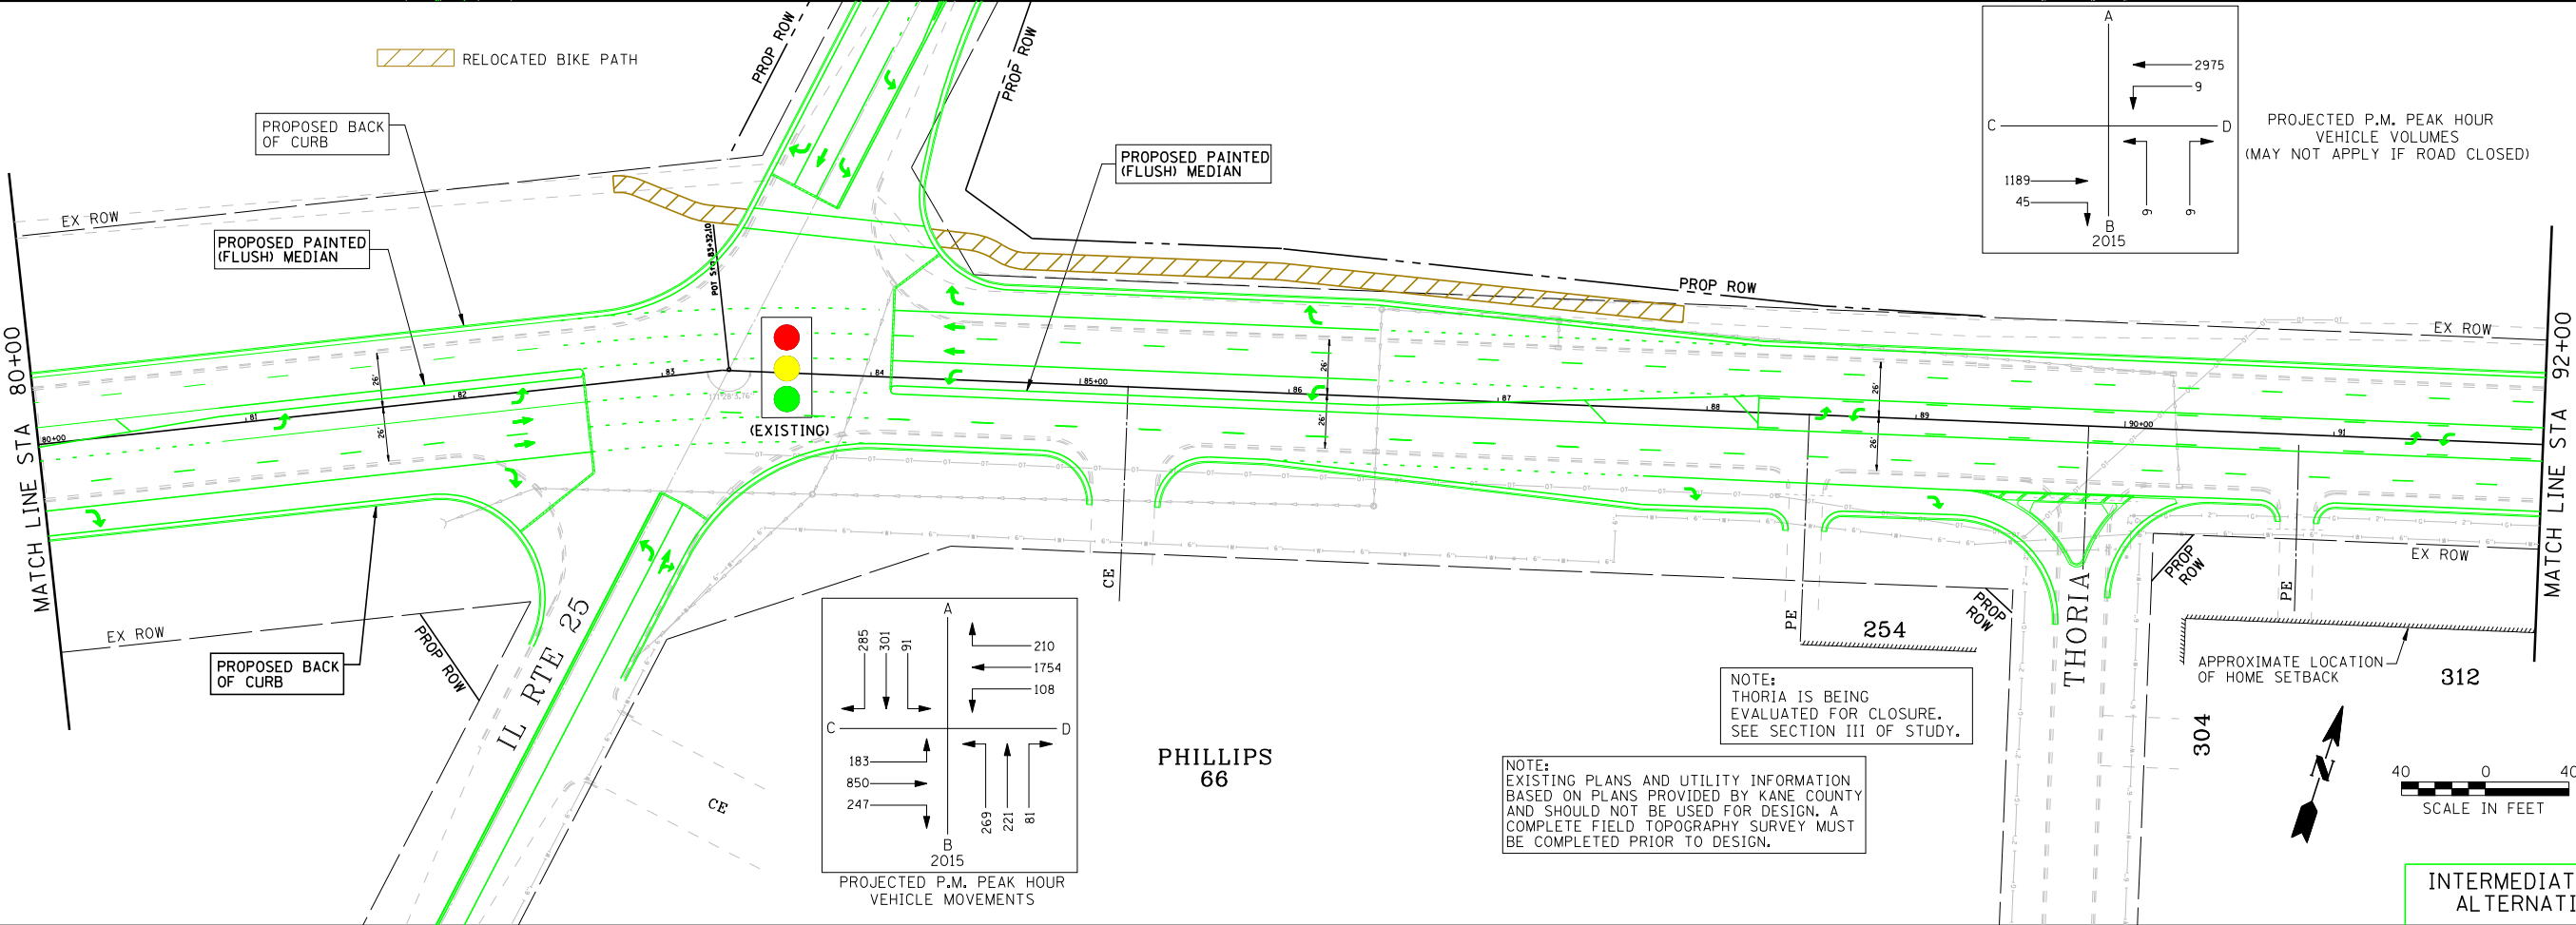 RELOCATED BIKE PATH
PROP ROW
PROP ROW
PROPOSED BACK
OF CURB
PROPOSED PAINTED
(FLUSH) MEDIAN
A
2975
9
C
D
1189
45
9
9
B
2015
PROJECTED P.M. PEAK HOUR
VEHICLE VOLUMES
(MAY NOT APPLY IF ROAD CLOSED)
EX ROW
PROPOSED PAINTED
(FLUSH) MEDIAN
POT Sta 83+32.10
PROP ROW
EX ROW
MATCH LINE STA 80+00
MATCH LINE STA 92+00
80+00
81
82
83
84
85+00
86
87
88
89
90+00
91
26'
26'
26'
26'
26'
26'
(EXISTING)
EX ROW
PROP ROW
PROPOSED BACK
OF CURB
IL RTE 25
CE
CE
A
285
301
91
210
1754
108
C
D
183
850
247
269
221
81
B
2015
PROJECTED P.M. PEAK HOUR
VEHICLE MOVEMENTS
PHILLIPS
66
PE
254
PROP
ROW
THORIA
PROP
ROW
PE
EX ROW
APPROXIMATE LOCATION
OF HOME SETBACK
312
304
NOTE:
THORIA IS BEING
EVALUATED FOR CLOSURE.
SEE SECTION III OF STUDY.
NOTE:
EXISTING PLANS AND UTILITY INFORMATION
BASED ON PLANS PROVIDED BY KANE COUNTY
AND SHOULD NOT BE USED FOR DESIGN. A
COMPLETE FIELD TOPOGRAPHY SURVEY MUST
BE COMPLETED PRIOR TO DESIGN.
N
40 0 40
SCALE IN FEET
INTERMEDIAT
ALTERNATI